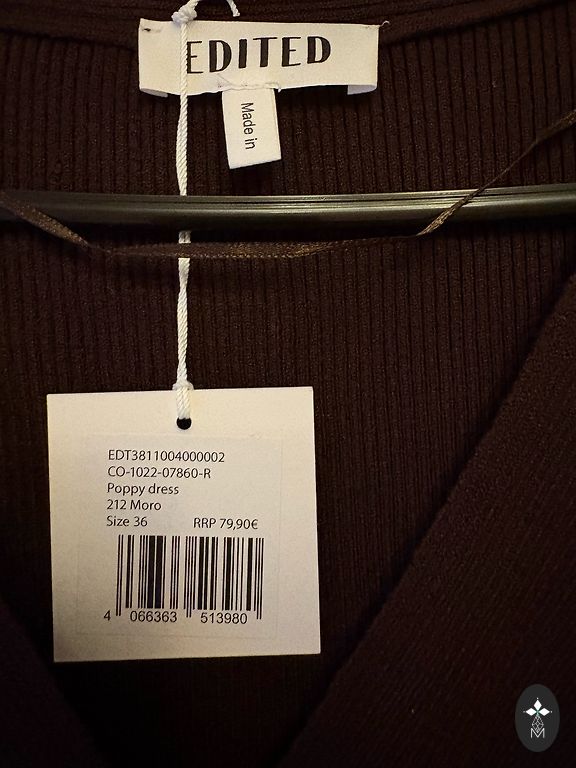 EDITED
Made in
EDT3811004000002
CO-1022-07860-R
Poppy dress
212 Moro
Size 36 RRP 79,90€
4 066363 513980
M